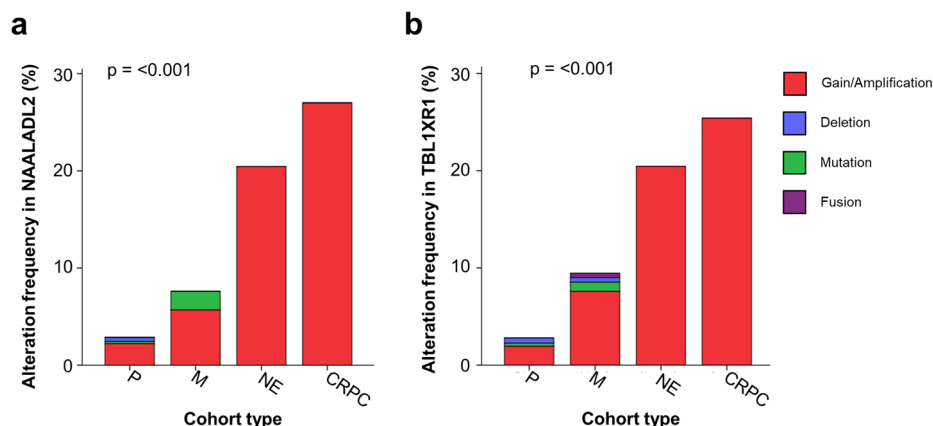 a
p = <0.001
Alteration frequency in NAALADL2 (%)
30
20
10
0
P
M
NE
CRPC
Cohort type
b
p = <0.001
Alteration frequency in TBL1XR1 (%)
30
20
10
0
P
M
NE
CRPC
Cohort type
Gain/Amplification
Deletion
Mutation
Fusion